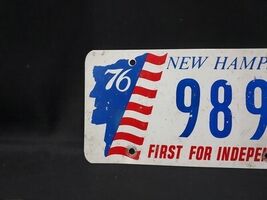 76
NEW HAMP
989
FIRST FOR INDEPE